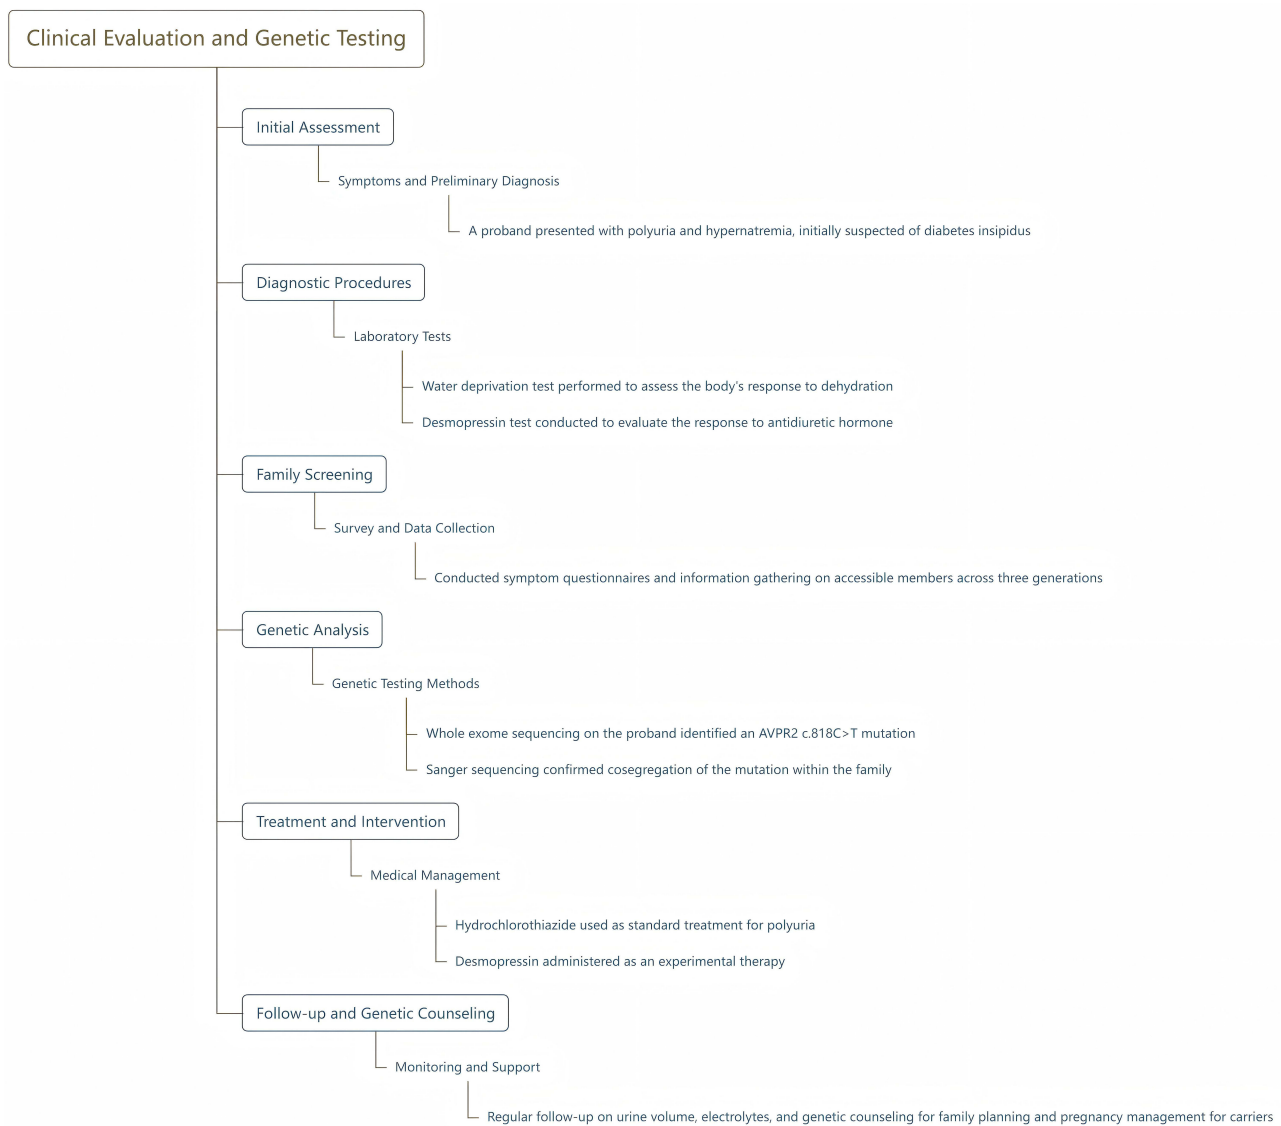 Clinical Evaluation and Genetic Testing
Initial Assessment
Symptoms and Preliminary Diagnosis
A proband presented with polyuria and hypernatremia, initially suspected of diabetes insipidus
Diagnostic Procedures
Laboratory Tests
Water deprivation test performed to assess the body's response to dehydration
Desmopressin test conducted to evaluate the response to antidiuretic hormone
Family Screening
Survey and Data Collection
Conducted symptom questionnaires and information gathering on accessible members across three generations
Genetic Analysis
Genetic Testing Methods
Whole exome sequencing on the proband identified an AVPR2 c.818C>T mutation
Sanger sequencing confirmed cosegregation of the mutation within the family
Treatment and Intervention
Medical Management
Hydrochlorothiazide used as standard treatment for polyuria
Desmopressin administered as an experimental therapy
Follow-up and Genetic Counseling
Monitoring and Support
Regular follow-up on urine volume, electrolytes, and genetic counseling for family planning and pregnancy management for carriers